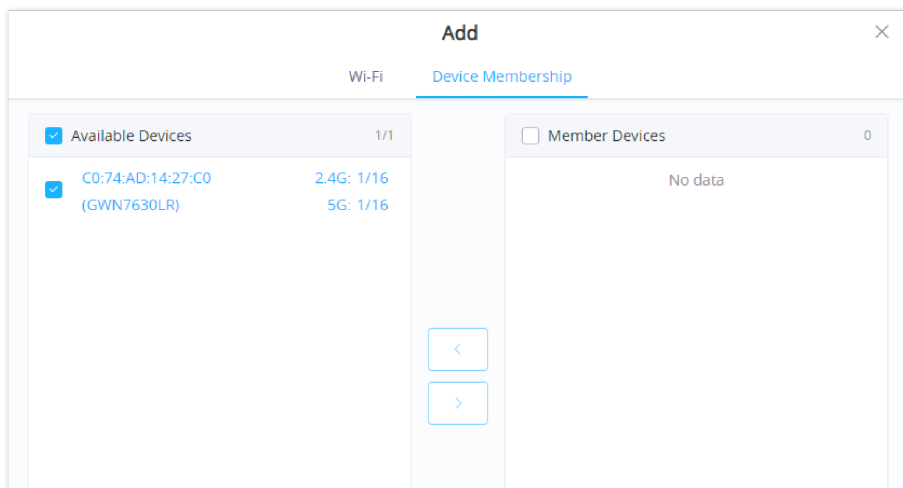 Add
Wi-Fi
Device Membership
Available Devices 1/1
C0:74:AD:14:27:C0 2.4G: 1/16
(GWN7630LR) 5G: 1/16
Member Devices 0
No data